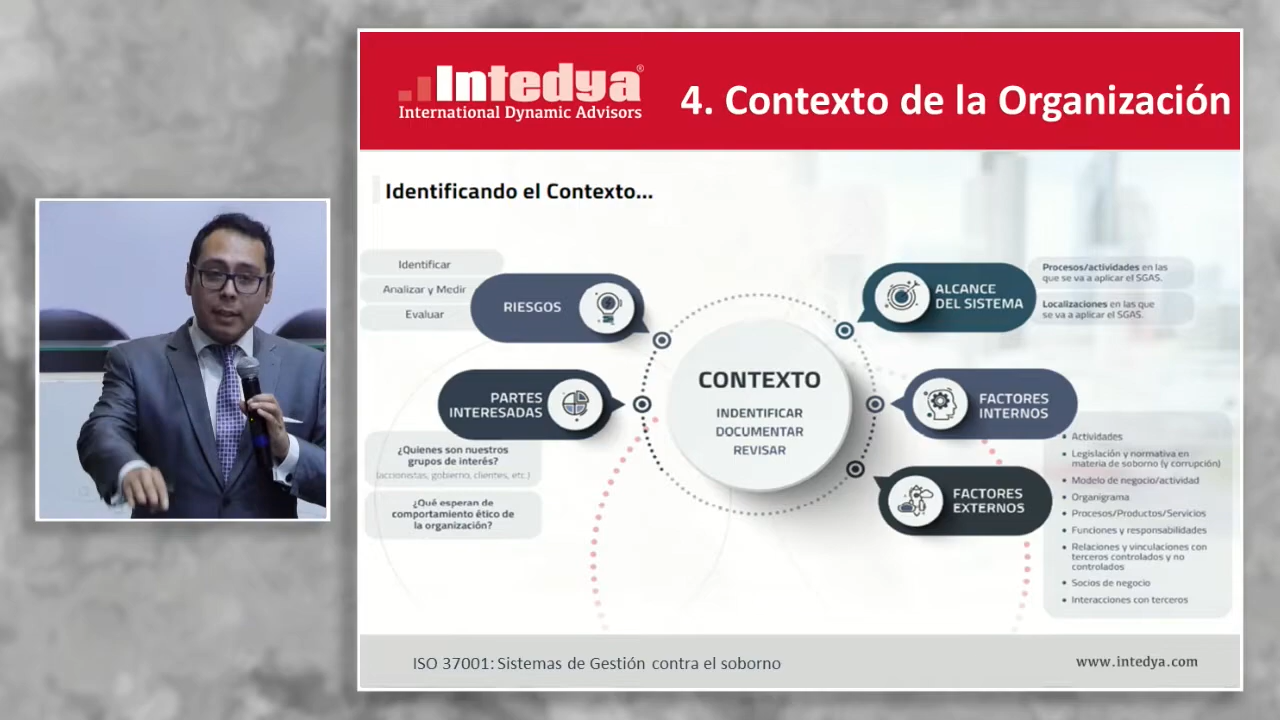 Intedya®
International Dynamic Advisors
4. Contexto de la Organización
Identificando el Contexto...
Identificar
Analizar y Medir
Evaluar
RIESGOS
PARTES
INTERESADAS
¿Quienes son nuestros
grupos de interés?
(accionistas, gobierno, clientes, etc.)
¿Qué esperan de
comportamiento ético de
la organización?
CONTEXTO
INDENTIFICAR
DOCUMENTAR
REVISAR
ALCANCE
DEL SISTEMA
Procesos/actividades en las
que se va a aplicar el SGAS.
Localizaciones en las que
se va a aplicar el SGAS.
FACTORES
INTERNOS
FACTORES
EXTERNOS
• Actividades
• Legislación y normativa en
materia de soborno (y corrupción)
• Modelo de negocio/actividad
• Organigrama
• Procesos/Productos/Servicios
• Funciones y responsabilidades
• Relaciones y vinculaciones con
terceros controlados y no
controlados
• Socios de negocio
• Interacciones con terceros
ISO 37001: Sistemas de Gestión contra el soborno
www.intedya.com